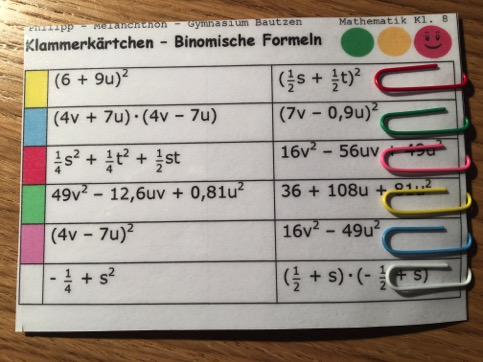 Philipp - Melanchthon - Gymnasium Bautzen Mathematik Kl. 8
Klammerkärtchen - Binomische Formeln
(6 + 9u)² (½s + ½t)²
(4v + 7u)·(4v - 7u) (7v - 0,9u)²
¼s² + ¼t² + ½st 16v² - 56uv + 49u²
49v² - 12,6uv + 0,81u² 36 + 108u + 81u²
(4v - 7u)² 16v² - 49u²
- ¼ + s² (½ + s)·(- ½ + s)